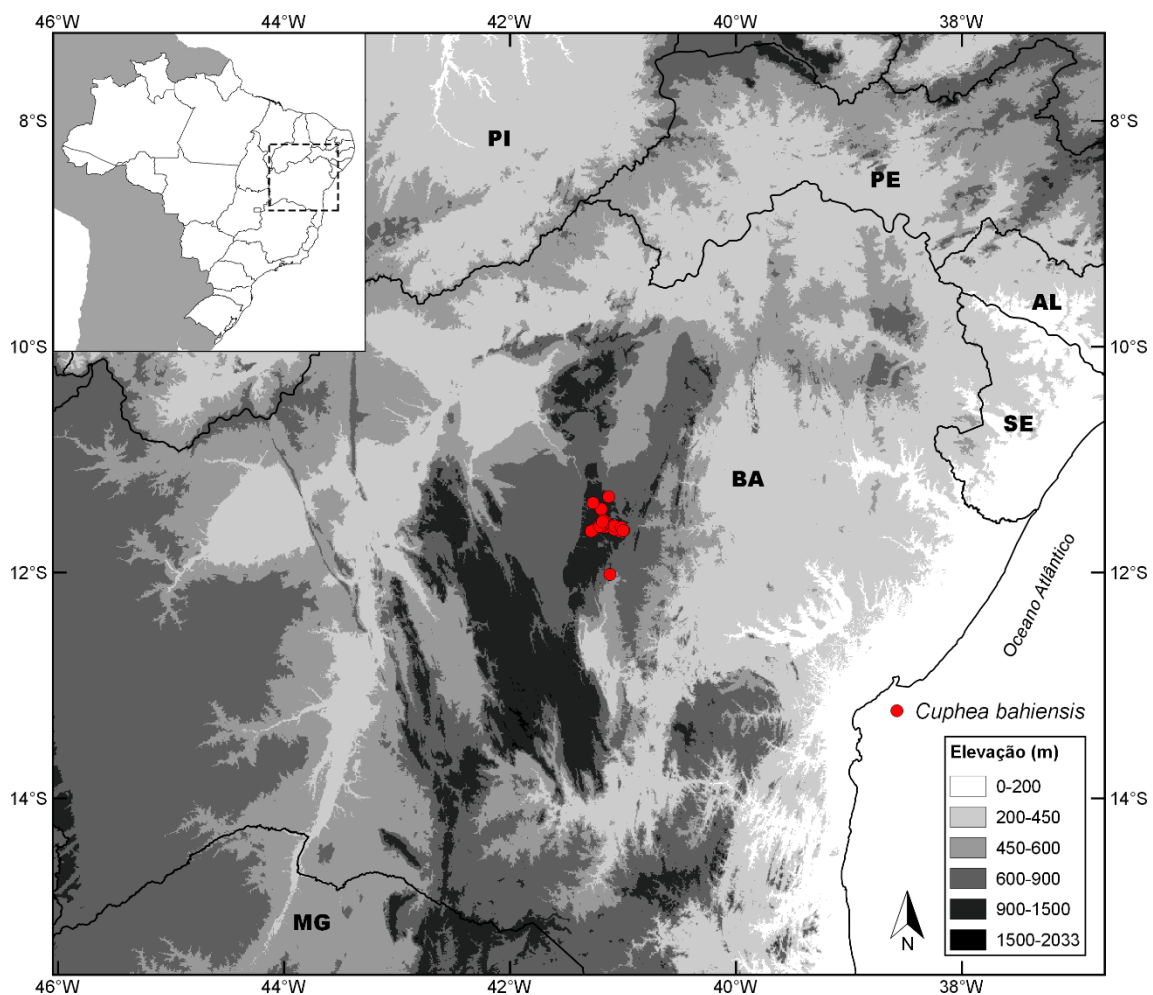 46°W 44°W 42°W 40°W 38°W
8°S 8°S
PI
PE
AL
10°S 10°S
SE
BA
Oceano Atlântico
12°S 12°S
Cuphea bahiensis
Elevação (m)
0-200
200-450
450-600
600-900
900-1500
1500-2033
14°S 14°S
MG
N
46°W 44°W 42°W 40°W 38°W